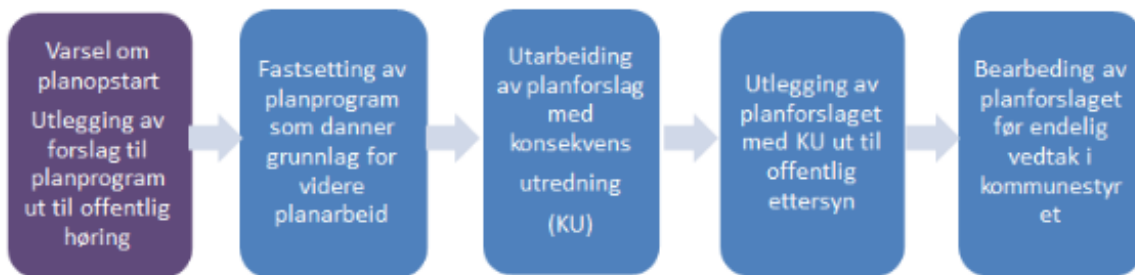 Varsel om
planopstart
Utlegging av
forslag til
planprogram
ut til offentlig
høring
Fastsetting av
planprogram
som danner
grunnlag for
videre
planarbeid
Utarbeiding
av planforslag
med
konsekvens
utredning
(KU)
Utlegging av
planforslaget
med KU ut til
offentlig
ettersyn
Bearbeding av
planforslaget
før endelig
vedtak i
kommunestyr
et